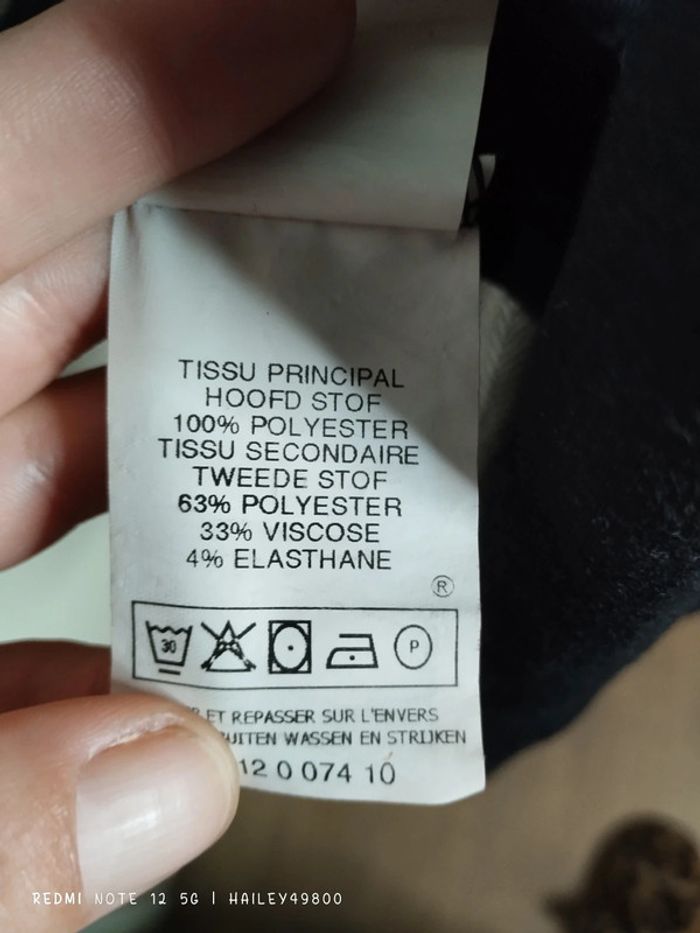 TISSU PRINCIPAL
HOOFD STOF
100% POLYESTER
TISSU SECONDAIRE
TWEEDE STOF
63% POLYESTER
33% VISCOSE
4% ELASTHANE
®
30
P
ET REPASSER SUR L'ENVERS
WASSEN EN STRIJKEN
12 0 074 10
REDMI NOTE 12 5G | HAILEY49800